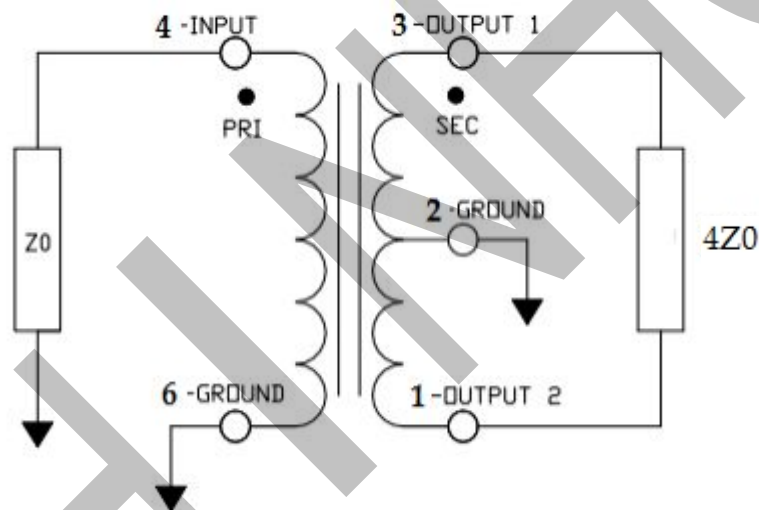 4 -INPUT
3 -OUTPUT 1
PRI
SEC
2 -GROUND
Z0
4Z0
6 -GROUND
1 -OUTPUT 2